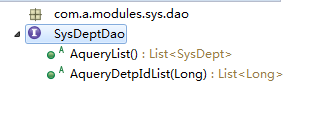 com.a.modules.sys.dao
SysDeptDao
AqueryList() : List<SysDept>
AqueryDetpIdList(Long) : List<Long>